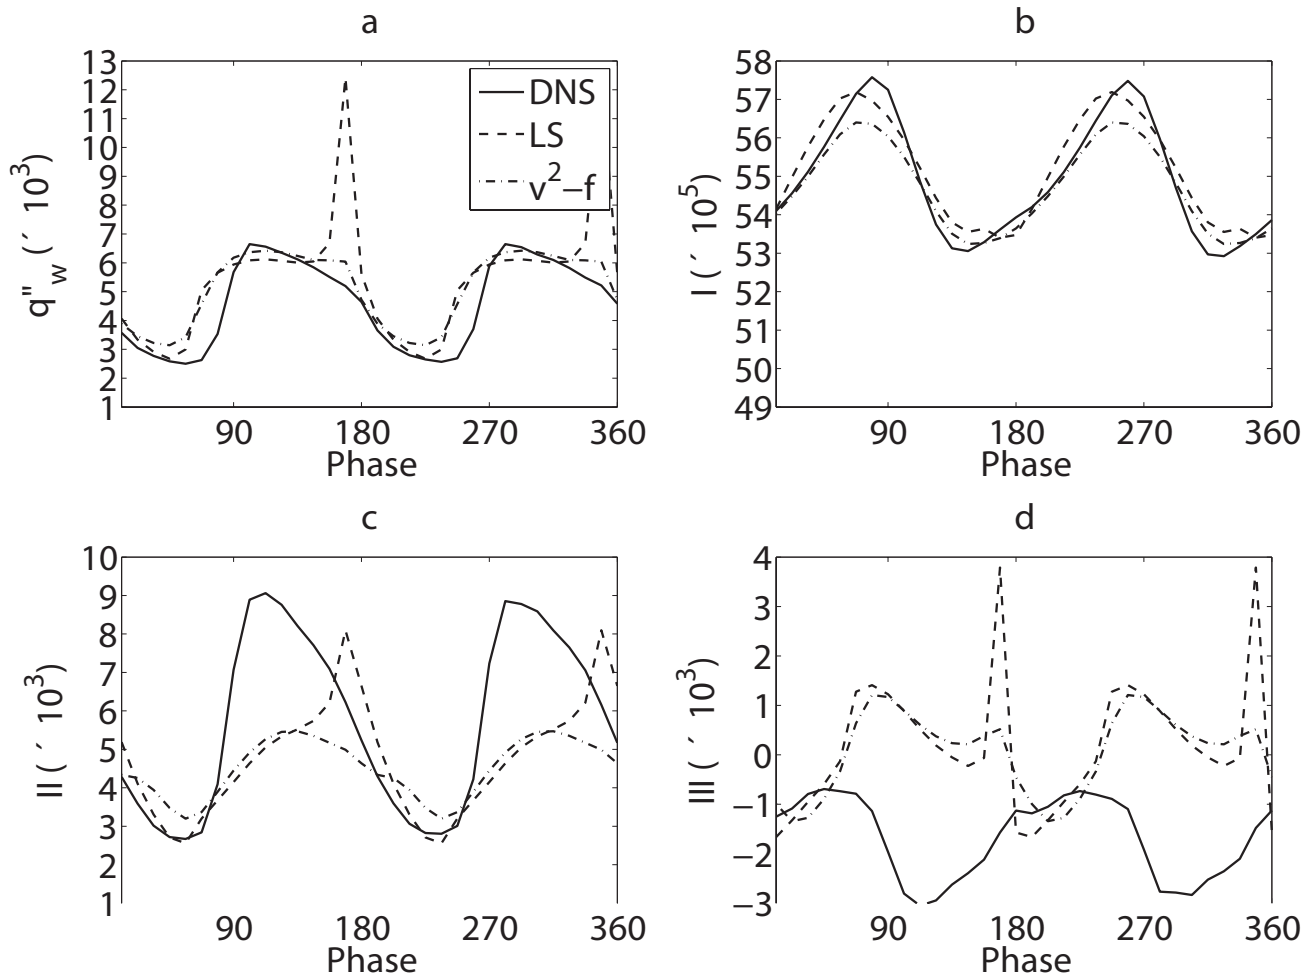 a
13
12
11
10
9
8
7
6
5
4
3
2
1
q"w (´ 10³)
DNS
LS
v²−f
90 180 270 360
Phase
b
58
57
56
55
54
53
52
51
50
49
I (´ 10⁵)
90 180 270 360
Phase
c
10
9
8
7
6
5
4
3
2
1
II (´ 10³)
90 180 270 360
Phase
d
4
3
2
1
0
−1
−2
−3
III (´ 10³)
90 180 270 360
Phase